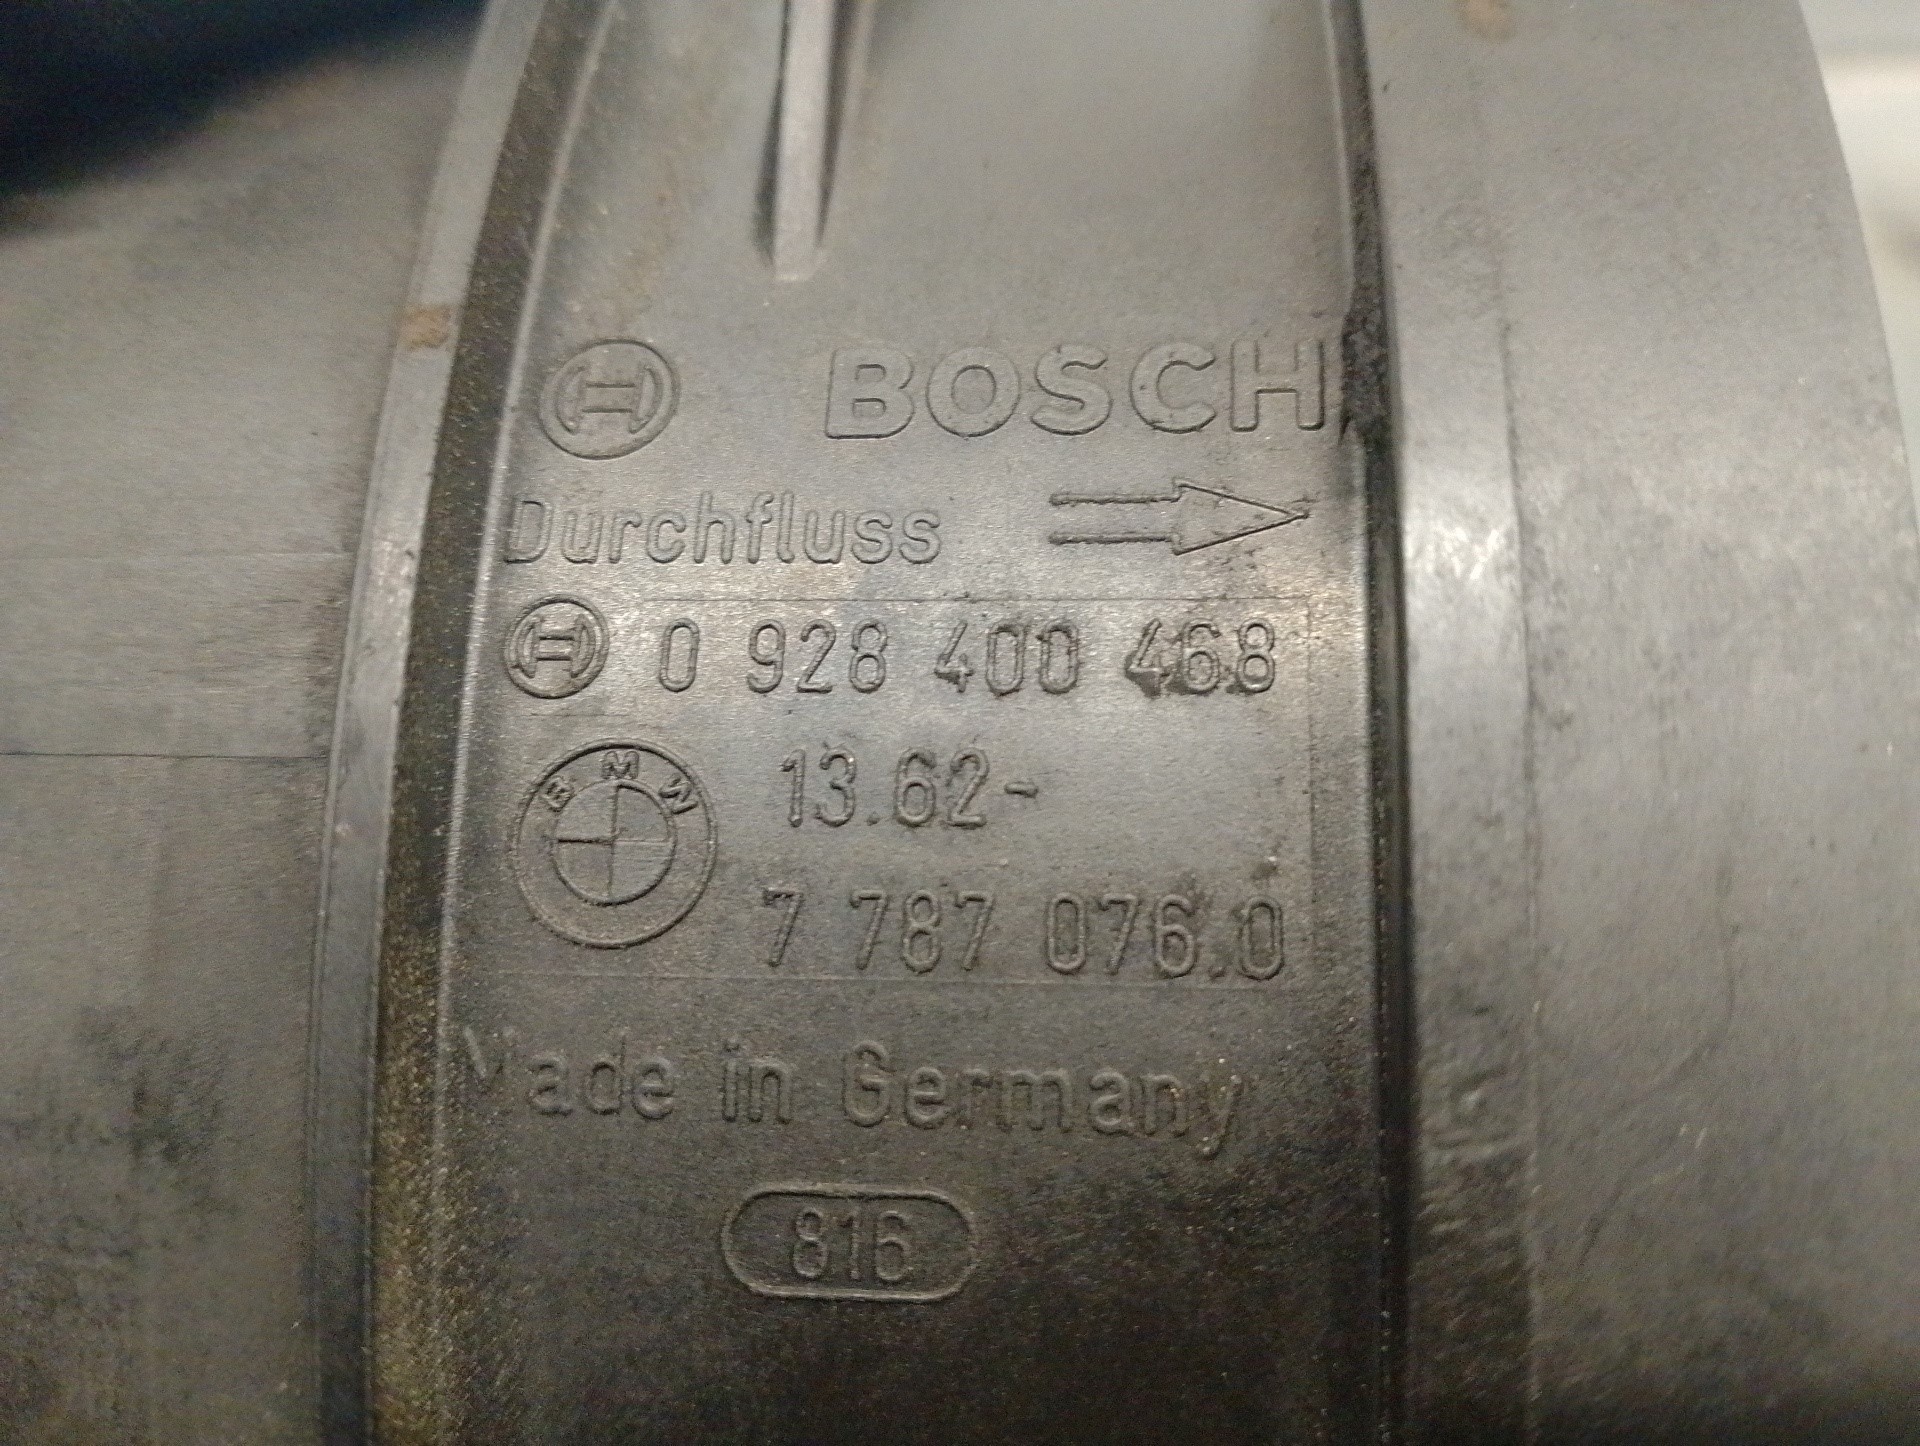 BOSCH
Durchfluss
0 928 400 468
BMW
13.62-
7 787 076.0
Made in Germany
816